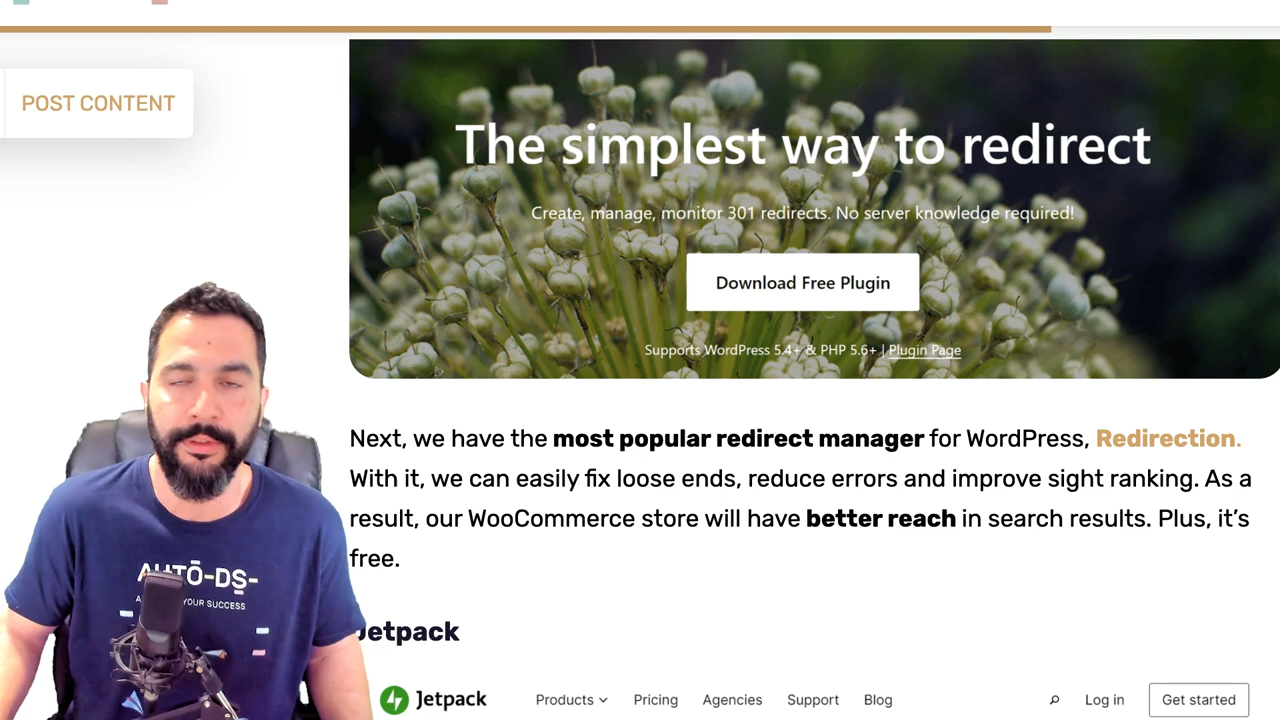 POST CONTENT
The simplest way to redirect
Create, manage, monitor 301 redirects. No server knowledge required!
Download Free Plugin
Supports WordPress 5.4+ & PHP 5.6+ | Plugin Page
Next, we have the most popular redirect manager for WordPress, Redirection.
With it, we can easily fix loose ends, reduce errors and improve sight ranking. As a
result, our WooCommerce store will have better reach in search results. Plus, it's
free.
Jetpack
Jetpack Products Pricing Agencies Support Blog Log in Get started
AUTŌ-DS-
YOUR SUCCESS